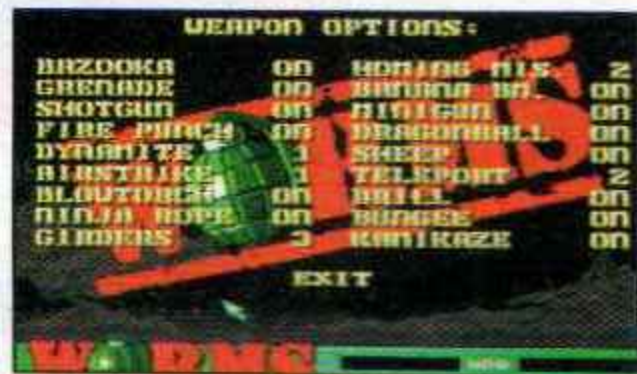 WEAPON OPTIONS:
BAZOOKA ON HOMING MIS. 2
GRENADE ON BANANA BM. ON
SHOTGUN ON MINIGUN ON
FIRE PUNCH ON DRAGONBALL ON
DYNAMITE 1 SHEEP ON
AIRSTRIKE 1 TELEPORT 2
BLOWTORCH ON DRILL ON
NINJA ROPE ON BUNGEE ON
GIRDERS 3 KAMIKAZE ON
EXIT
WORMS